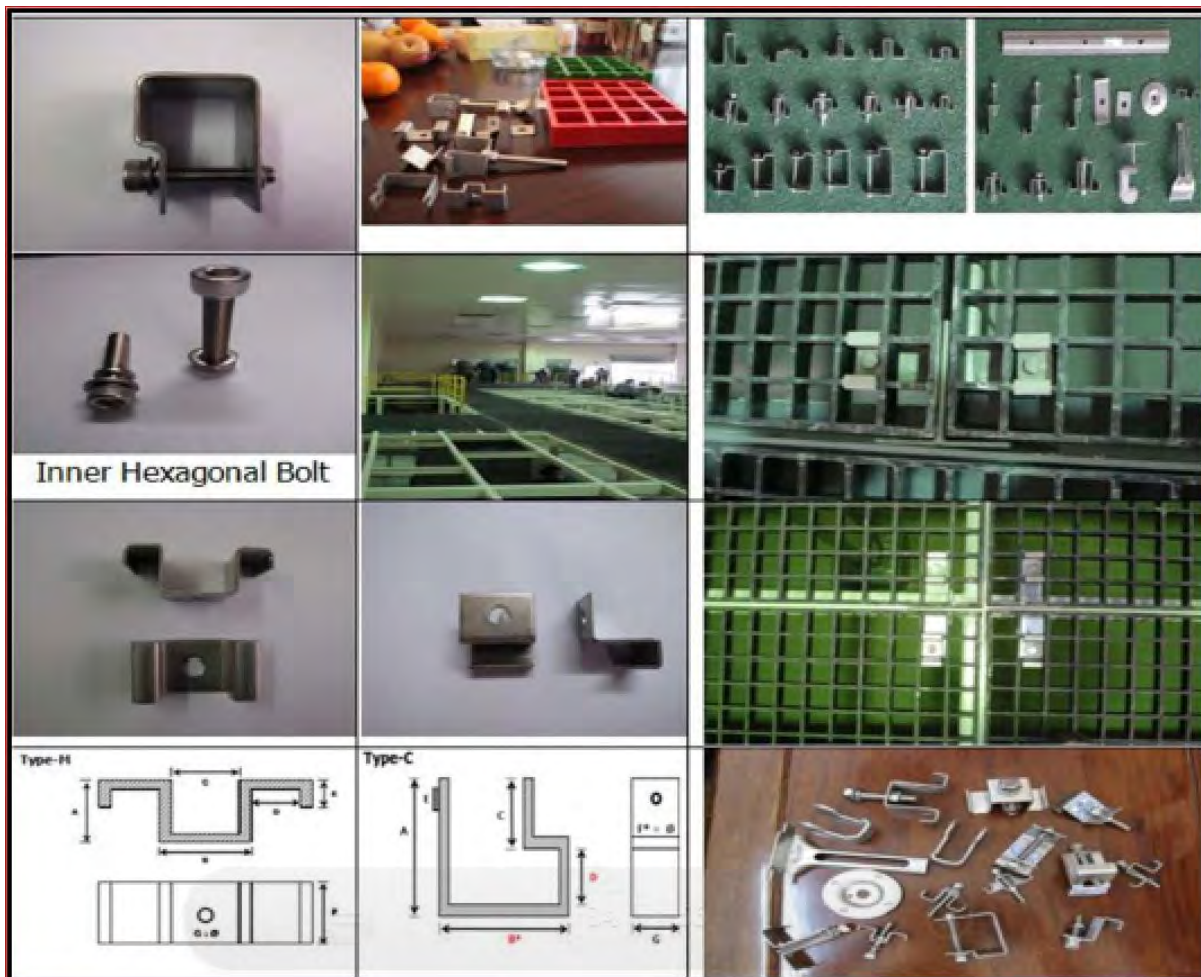 Inner Hexagonal Bolt
Type-M
Type-C
G
A
D
B
F
G : Ø
E
A
C
D
B*
F* - Ø
G